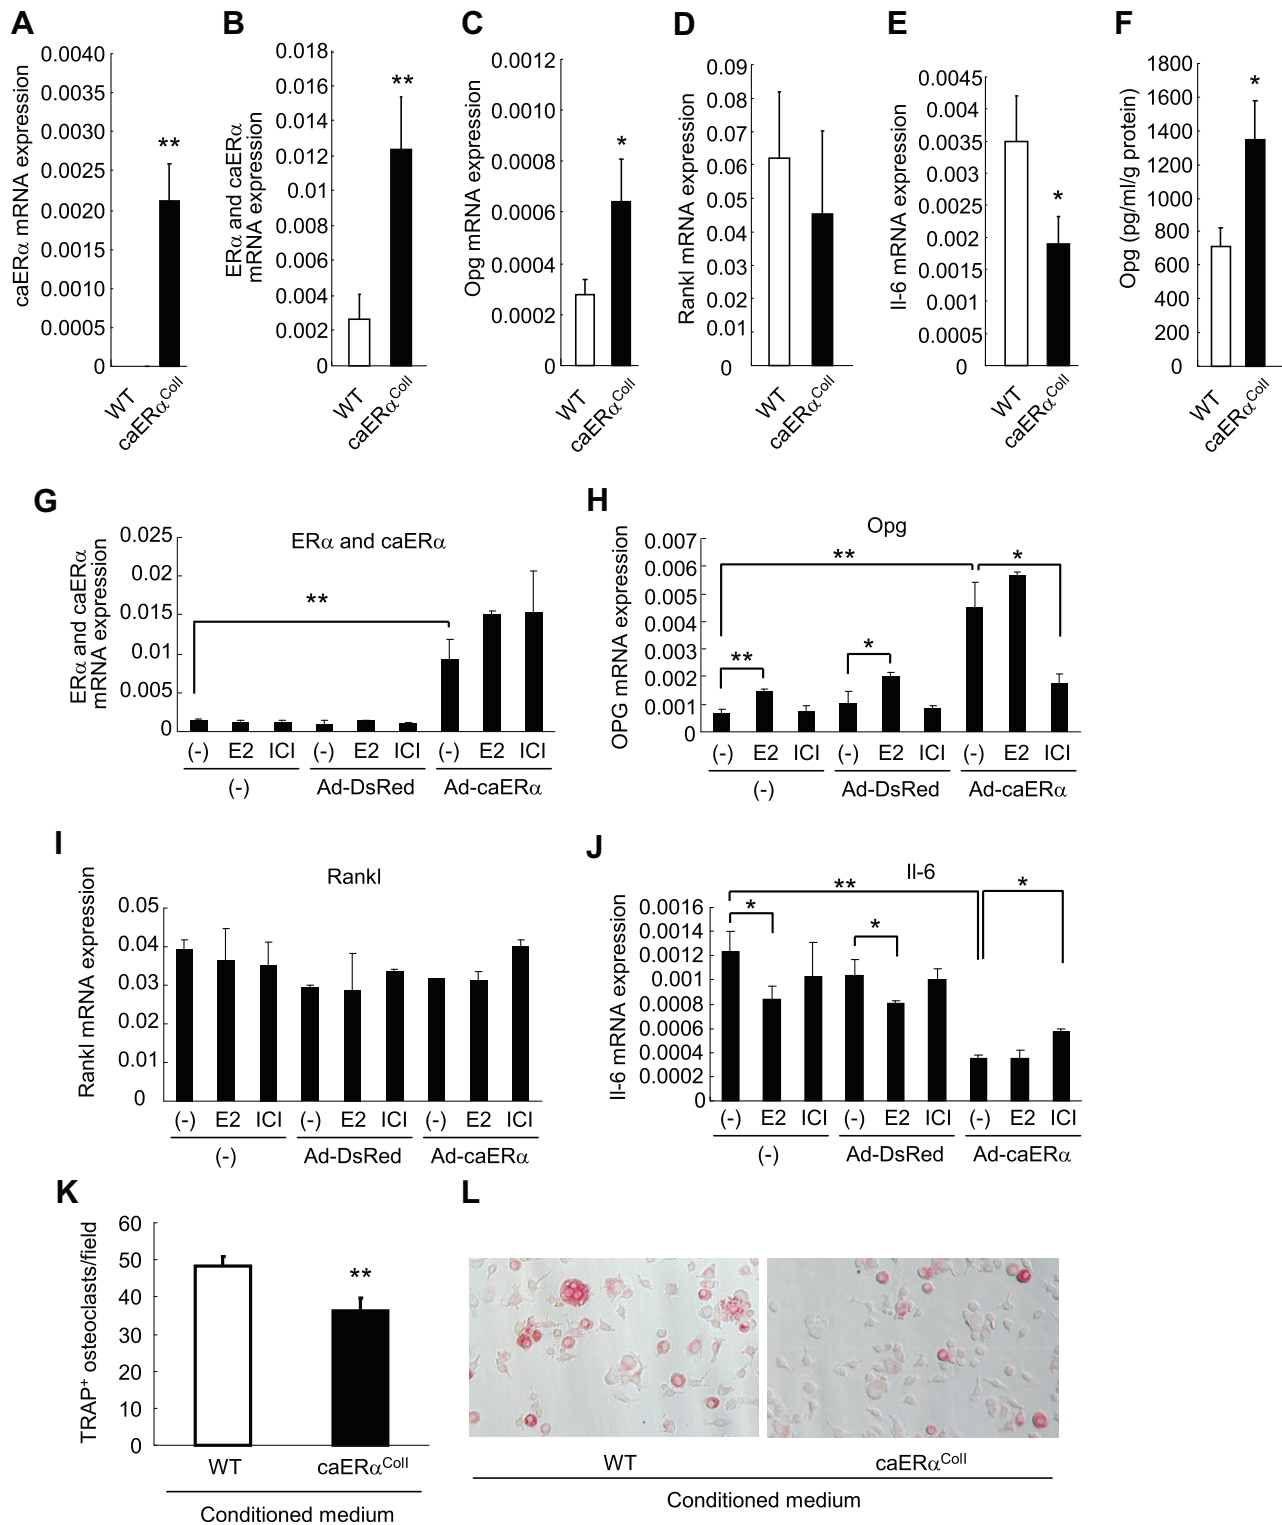 A
caERα mRNA expression
0.0040
0.0035
0.0030
0.0025
0.0020
0.0015
0.0010
0.0005
0
**
WT
caERα^ColI
B
ERα and caERα
mRNA expression
0.018
0.016
0.014
0.012
0.01
0.008
0.006
0.004
0.002
0
**
WT
caERα^ColI
C
Opg mRNA expression
0.0012
0.0010
0.0008
0.0006
0.0004
0.0002
0
*
WT
caERα^ColI
D
Rankl mRNA expression
0.09
0.08
0.07
0.06
0.05
0.04
0.03
0.02
0.01
0
WT
caERα^ColI
E
Il-6 mRNA expression
0.0045
0.004
0.0035
0.003
0.0025
0.002
0.0015
0.001
0.0005
0
*
WT
caERα^ColI
F
Opg (pg/ml/g protein)
1800
1600
1400
1200
1000
800
600
400
200
0
*
WT
caERα^ColI
G
ERα and caERα
ERα and caERα
mRNA expression
0.025
0.02
0.015
0.01
0.005
0
**
(-) E2 ICI (-) E2 ICI (-) E2 ICI
(-) Ad-DsRed Ad-caERα
H
Opg
OPG mRNA expression
0.007
0.006
0.005
0.004
0.003
0.002
0.001
0
** *
** *
(-) E2 ICI (-) E2 ICI (-) E2 ICI
(-) Ad-DsRed Ad-caERα
I
Rankl
Rankl mRNA expression
0.05
0.04
0.03
0.02
0.01
0
(-) E2 ICI (-) E2 ICI (-) E2 ICI
(-) Ad-DsRed Ad-caERα
J
Il-6
Il-6 mRNA expression
0.0016
0.0014
0.0012
0.001
0.0008
0.0006
0.0004
0.0002
0
** *
* *
(-) E2 ICI (-) E2 ICI (-) E2 ICI
(-) Ad-DsRed Ad-caERα
K
TRAP⁺ osteoclasts/field
60
50
40
30
20
10
0
**
WT caERα^ColI
Conditioned medium
L
WT caERα^ColI
Conditioned medium